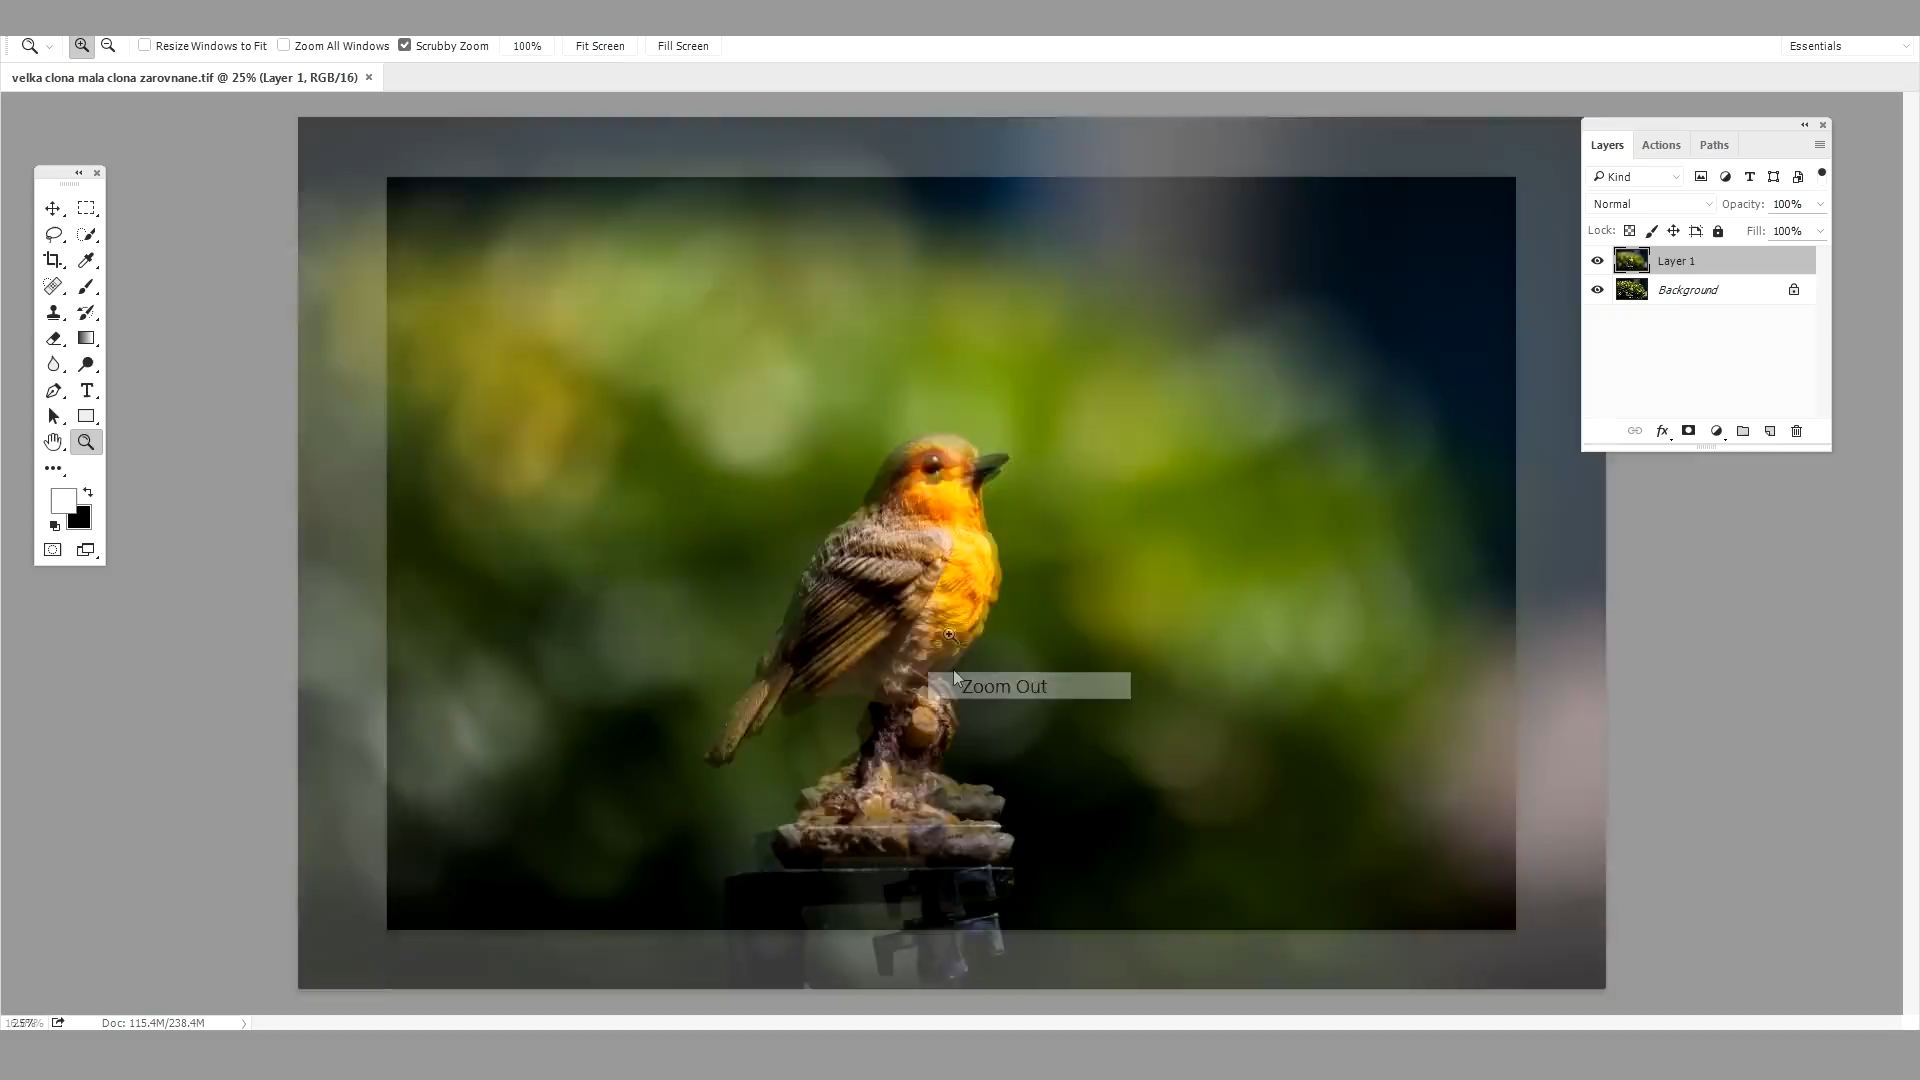 Resize Windows to Fit Zoom All Windows Scrubby Zoom 100% Fit Screen Fill Screen Essentials
velka clona mala clona zarovnane.tif @ 25% (Layer 1, RGB/16)
Layers Actions Paths
Kind
Normal Opacity: 100%
Lock: Fill: 100%
Layer 1
Background
Zoom Out
Doc: 115.4M/238.4M